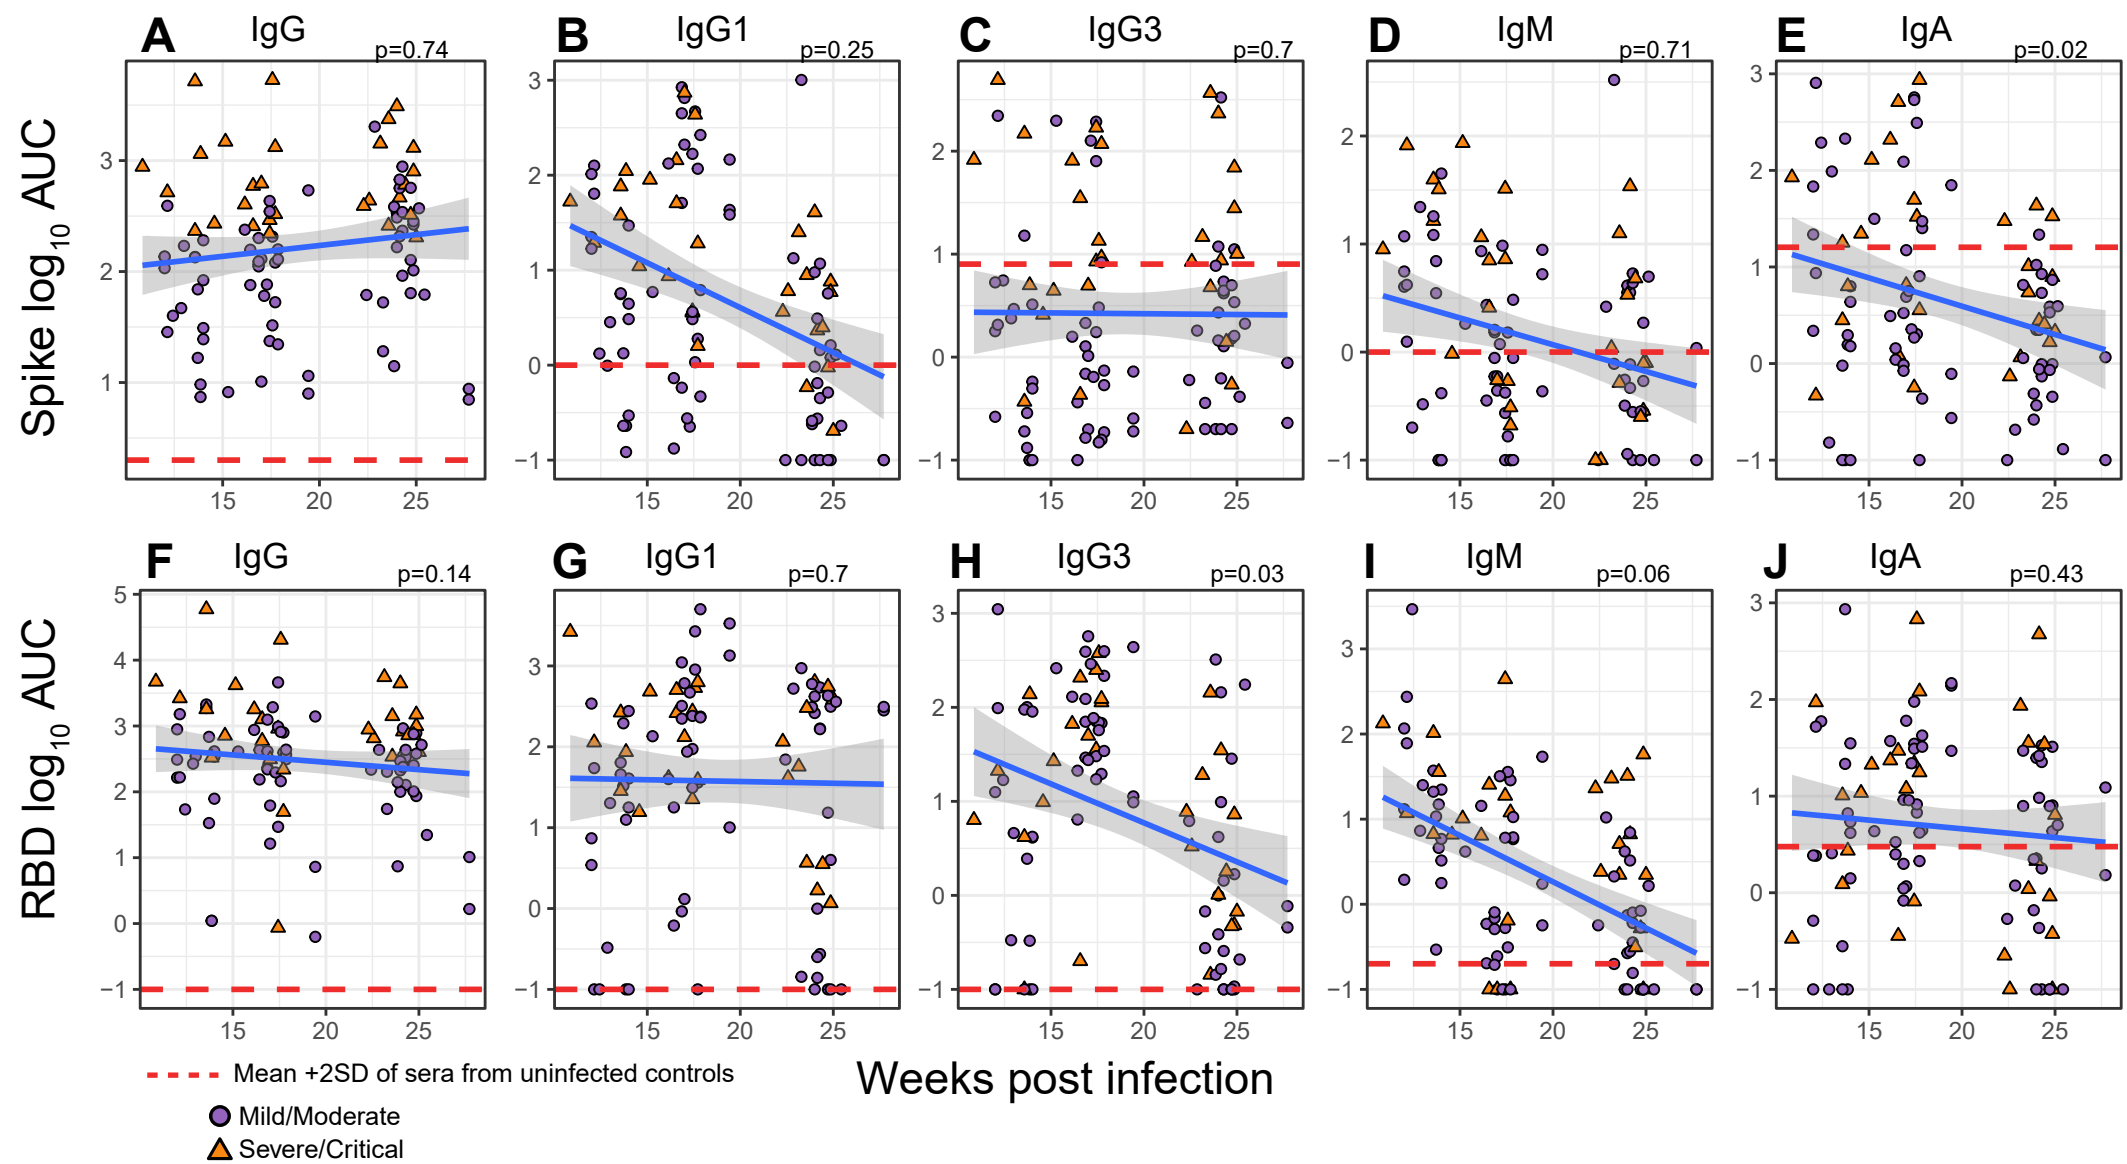 A IgG p=0.74
B IgG1 p=0.25
C IgG3 p=0.7
D IgM p=0.71
E IgA p=0.02
Spike log10 AUC
3
2
1
15 20 25
3
2
1
0
−1
15 20 25
2
1
0
−1
15 20 25
2
1
0
−1
15 20 25
3
2
1
0
−1
15 20 25
F IgG p=0.14
G IgG1 p=0.7
H IgG3 p=0.03
I IgM p=0.06
J IgA p=0.43
RBD log10 AUC
5
4
3
2
1
0
−1
15 20 25
3
2
1
0
−1
15 20 25
3
2
1
0
−1
15 20 25
3
2
1
0
−1
15 20 25
3
2
1
0
−1
15 20 25
Weeks post infection
Mean +2SD of sera from uninfected controls
Mild/Moderate
Severe/Critical